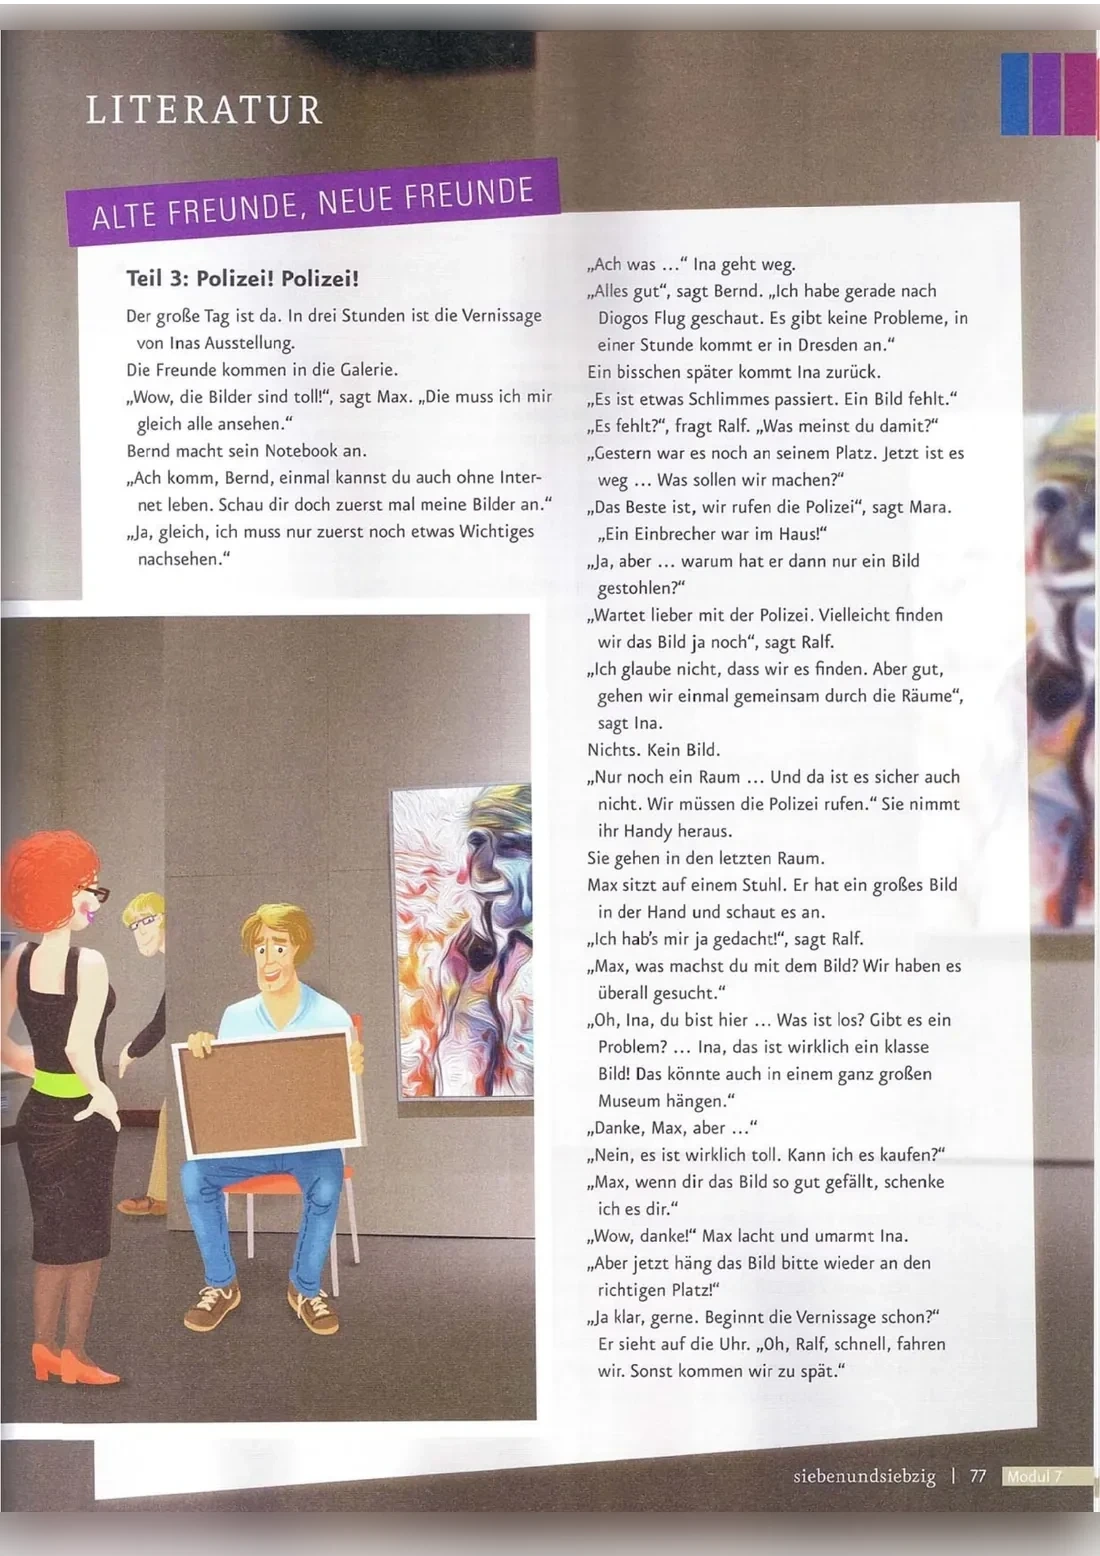 LITERATUR
ALTE FREUNDE, NEUE FREUNDE
Teil 3: Polizei! Polizei!
Der große Tag ist da. In drei Stunden ist die Vernissage
von Inas Ausstellung.
Die Freunde kommen in die Galerie.
„Wow, die Bilder sind toll!“, sagt Max. „Die muss ich mir
gleich alle ansehen.“
Bernd macht sein Notebook an.
„Ach komm, Bernd, einmal kannst du auch ohne Inter-
net leben. Schau dir doch zuerst mal meine Bilder an.“
„Ja, gleich, ich muss nur zuerst noch etwas Wichtiges
nachsehen.“
„Ach was ...“ Ina geht weg.
„Alles gut“, sagt Bernd. „Ich habe gerade nach
Diogos Flug geschaut. Es gibt keine Probleme, in
einer Stunde kommt er in Dresden an.“
Ein bisschen später kommt Ina zurück.
„Es ist etwas Schlimmes passiert. Ein Bild fehlt.“
„Es fehlt?“, fragt Ralf. „Was meinst du damit?“
„Gestern war es noch an seinem Platz. Jetzt ist es
weg ... Was sollen wir machen?“
„Das Beste ist, wir rufen die Polizei“, sagt Mara.
„Ein Einbrecher war im Haus!“
„Ja, aber ... warum hat er dann nur ein Bild
gestohlen?“
„Wartet lieber mit der Polizei. Vielleicht finden
wir das Bild ja noch“, sagt Ralf.
„Ich glaube nicht, dass wir es finden. Aber gut,
gehen wir einmal gemeinsam durch die Räume“,
sagt Ina.
Nichts. Kein Bild.
„Nur noch ein Raum ... Und da ist es sicher auch
nicht. Wir müssen die Polizei rufen.“ Sie nimmt
ihr Handy heraus.
Sie gehen in den letzten Raum.
Max sitzt auf einem Stuhl. Er hat ein großes Bild
in der Hand und schaut es an.
„Ich hab's mir ja gedacht!“, sagt Ralf.
„Max, was machst du mit dem Bild? Wir haben es
überall gesucht.“
„Oh, Ina, du bist hier ... Was ist los? Gibt es ein
Problem? ... Ina, das ist wirklich ein klasse
Bild! Das könnte auch in einem ganz großen
Museum hängen.“
„Danke, Max, aber ...“
„Nein, es ist wirklich toll. Kann ich es kaufen?“
„Max, wenn dir das Bild so gut gefällt, schenke
ich es dir.“
„Wow, danke!“ Max lacht und umarmt Ina.
„Aber jetzt häng das Bild bitte wieder an den
richtigen Platz!“
„Ja klar, gerne. Beginnt die Vernissage schon?“
Er sieht auf die Uhr. „Oh, Ralf, schnell, fahren
wir. Sonst kommen wir zu spät.“
siebenundsiebzig | 77 Modul 7